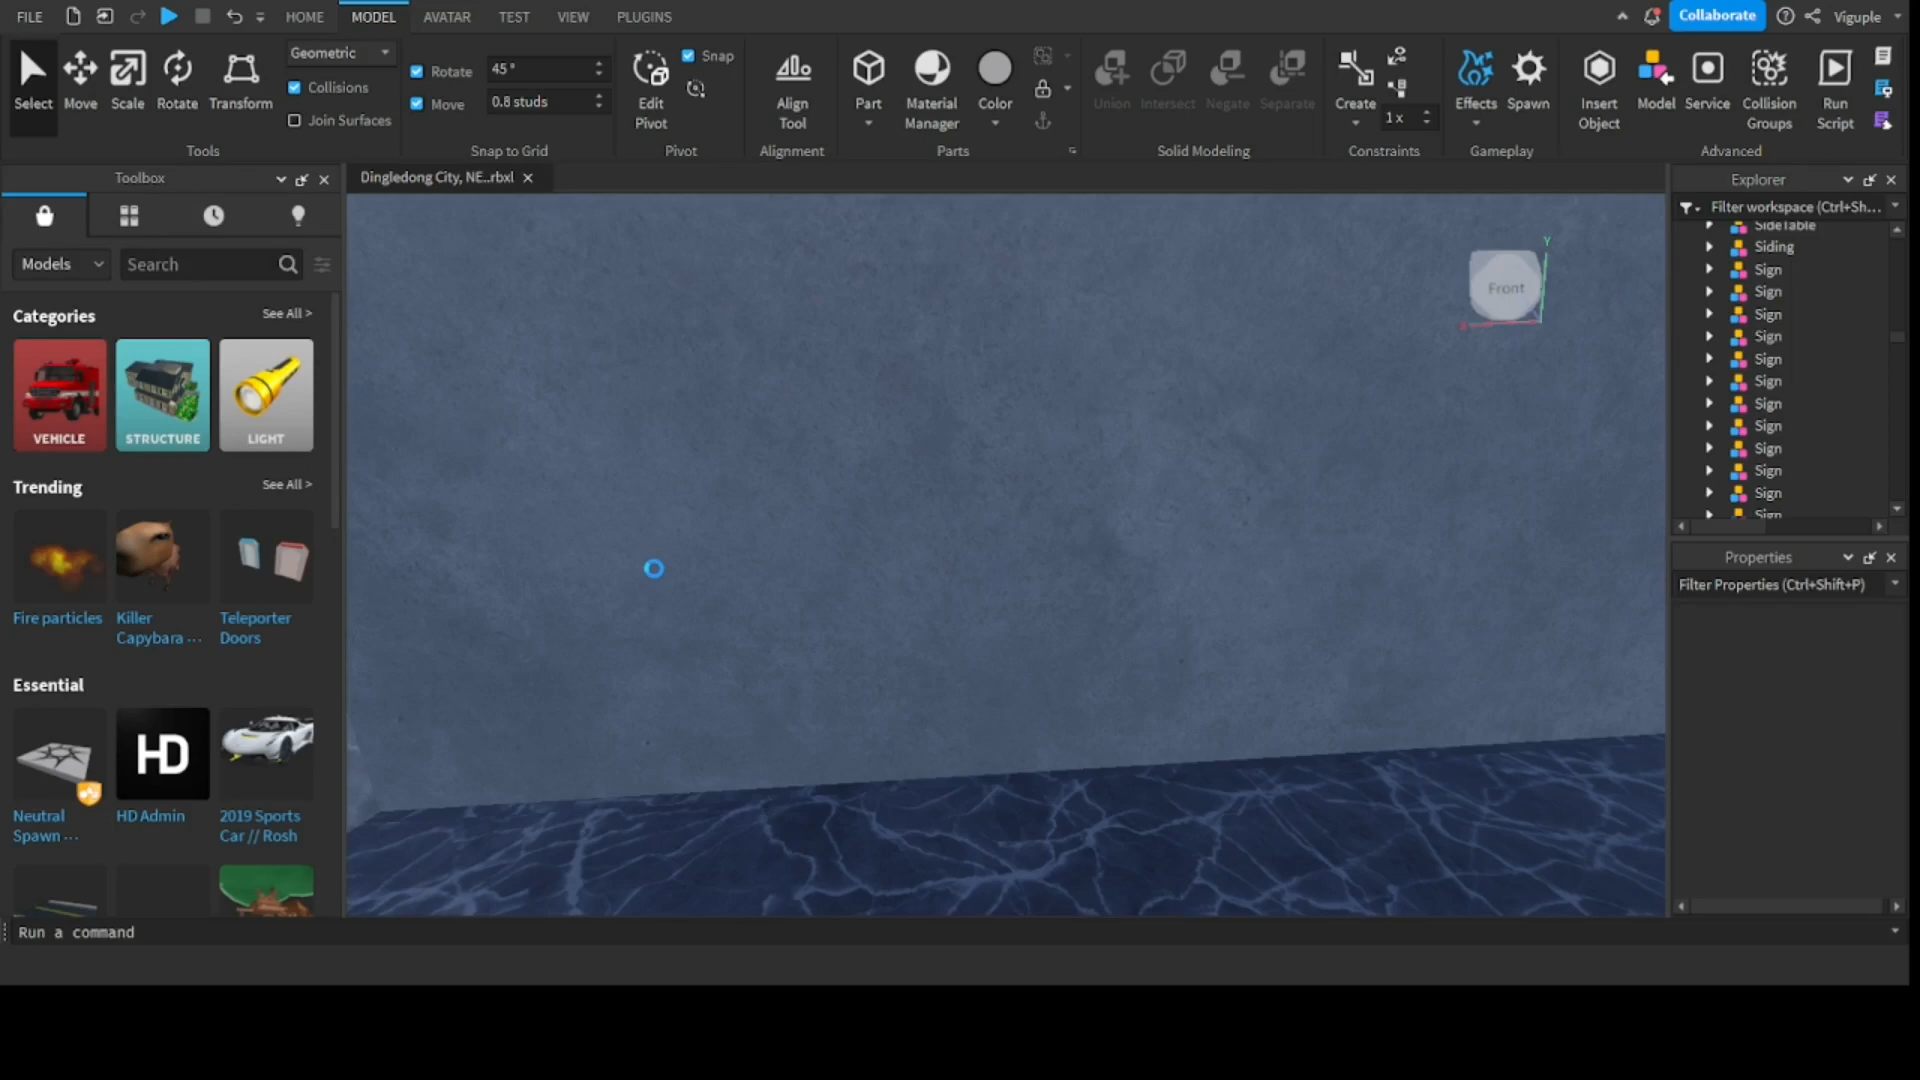 FILE
HOME
MODEL
AVATAR
TEST
VIEW
PLUGINS
Collaborate
Viguple
Select
Move
Scale
Rotate
Transform
Geometric
Collisions
Join Surfaces
Tools
Rotate
45 °
Move
0.8 studs
Snap to Grid
Edit
Pivot
Snap
Pivot
Align
Tool
Alignment
Part
Material
Manager
Color
Parts
Union
Intersect
Negate
Separate
Solid Modeling
Create
1 x
Constraints
Effects
Spawn
Gameplay
Insert
Object
Model
Service
Collision
Groups
Run
Script
Advanced
Toolbox
Dingledong City, NE...rbxl
Models
Search
Categories
See All >
VEHICLE
STRUCTURE
LIGHT
Trending
See All >
Fire particles
Killer
Capybara ...
Teleporter
Doors
Essential
Neutral
Spawn ...
HD
HD Admin
2019 Sports
Car // Rosh
Front
Y
Explorer
Filter workspace (Ctrl+Sh...
SideTable
Siding
Sign
Sign
Sign
Sign
Sign
Sign
Sign
Sign
Sign
Sign
Sign
Sign
Properties
Filter Properties (Ctrl+Shift+P)
Run a command